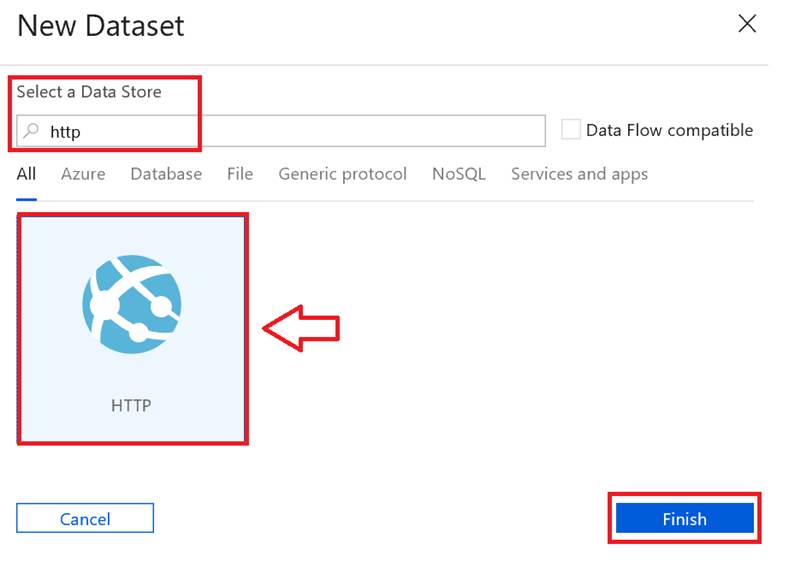 New Dataset
Select a Data Store
http
Data Flow compatible
All Azure Database File Generic protocol NoSQL Services and apps
HTTP
Cancel Finish